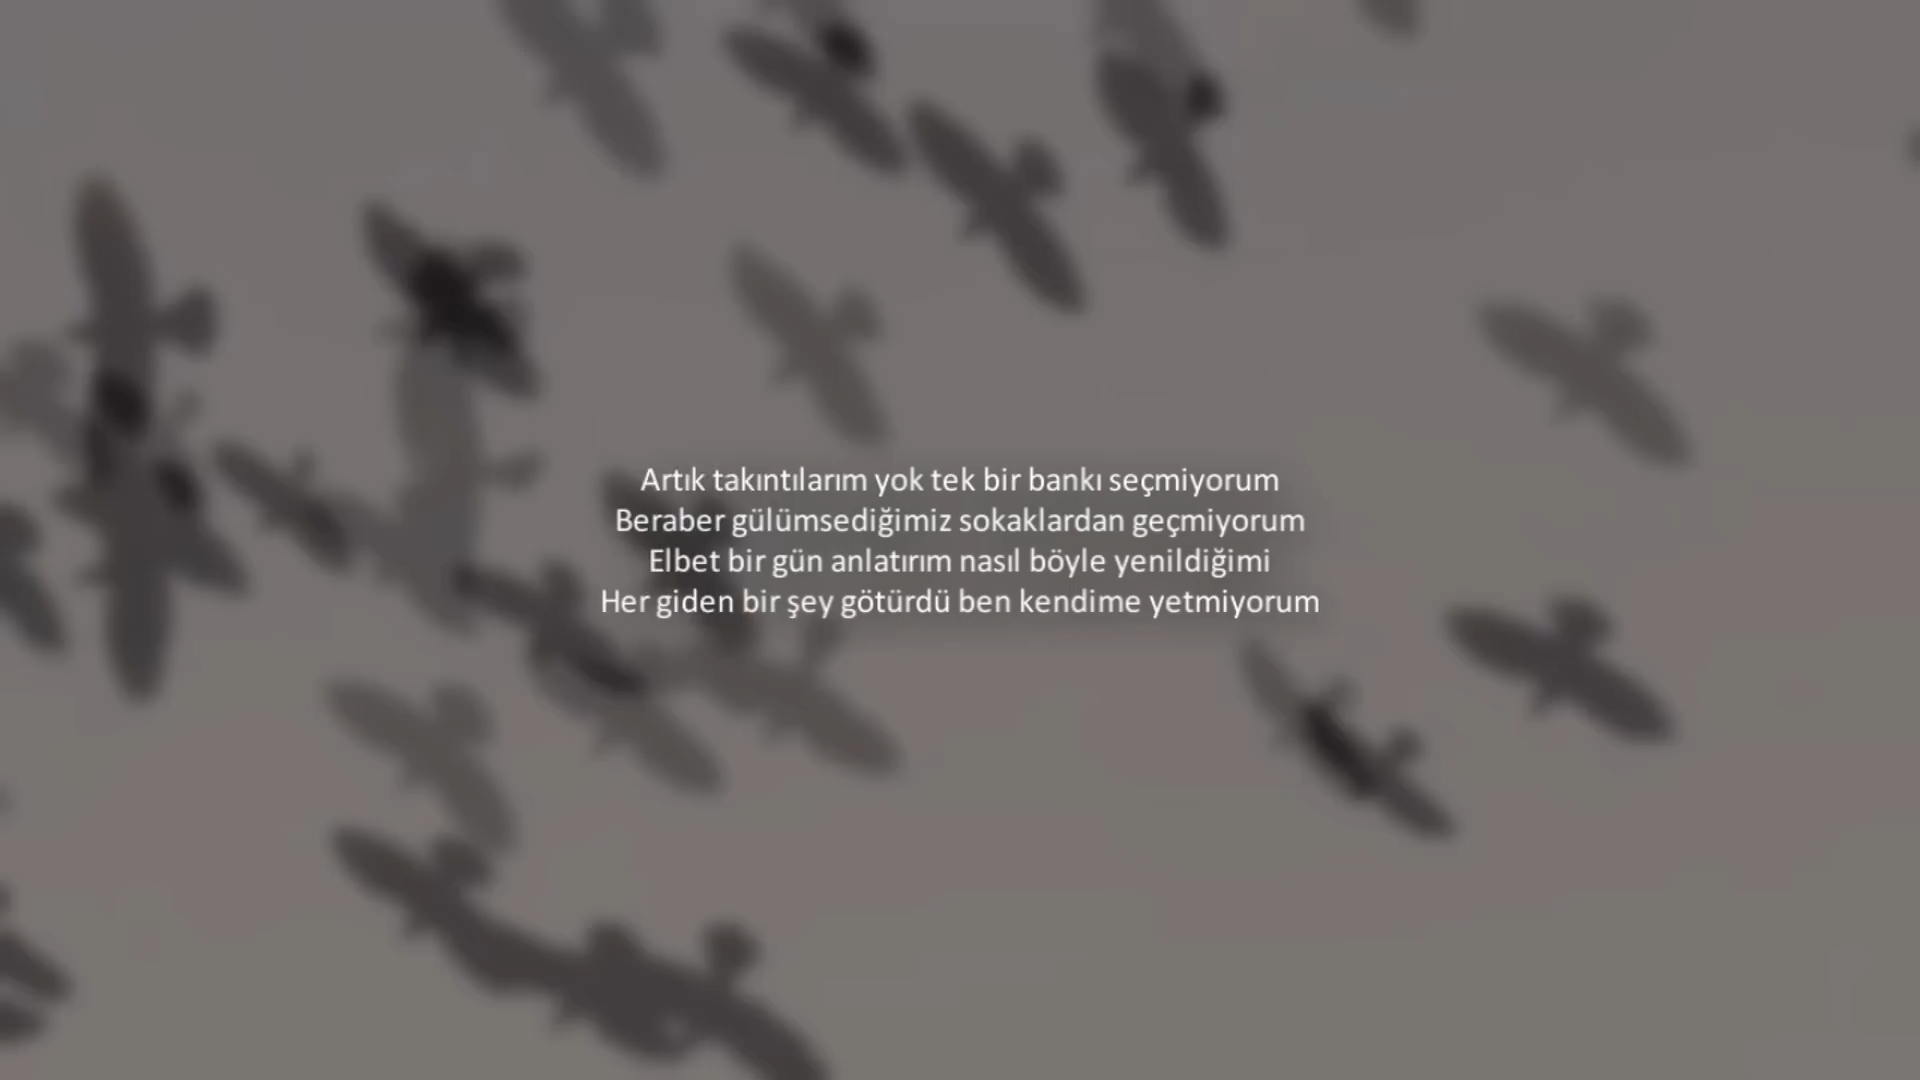 Artık takıntılarım yok tek bir bankı seçmiyorum
Beraber gülümsediğimiz sokaklardan geçmiyorum
Elbet bir gün anlatırım nasıl böyle yenildiğimi
Her giden bir şey götürdü ben kendime yetmiyorum